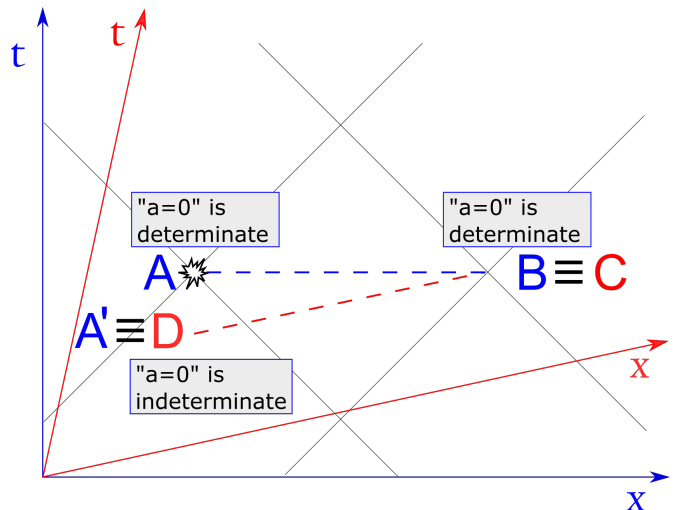 t
t
"a=0" is
determinate
"a=0" is
determinate
A
B≡C
A'≡D
"a=0" is
indeterminate
x
x